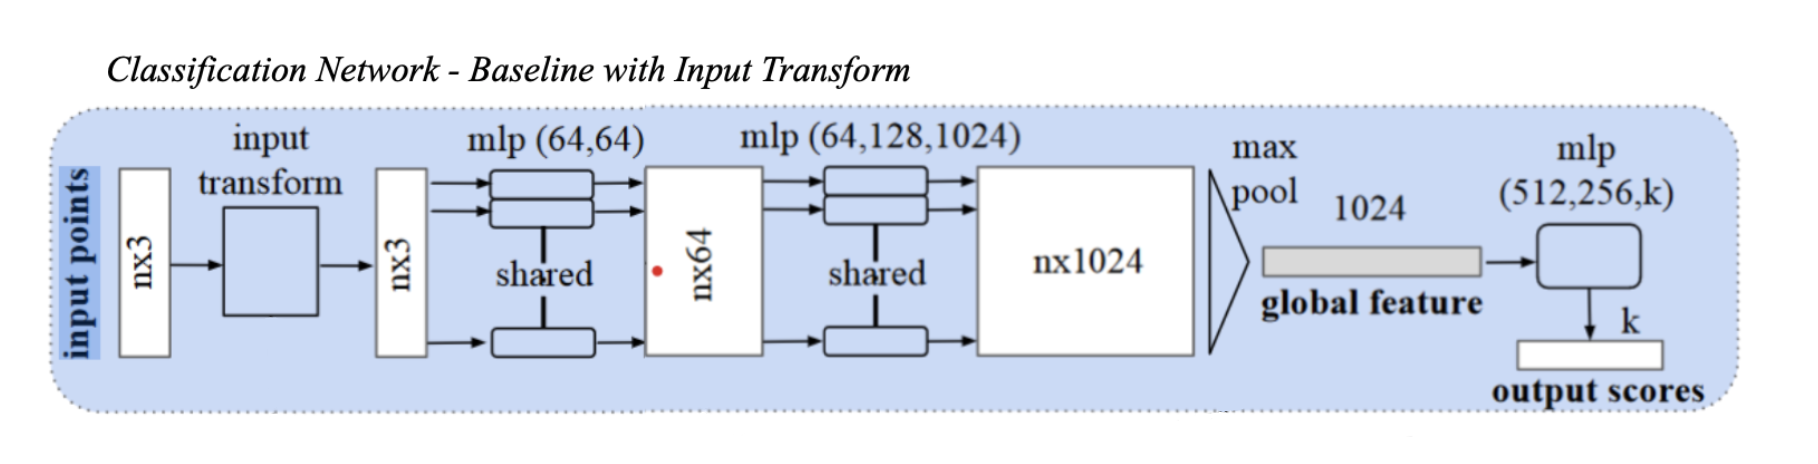 Classification Network - Baseline with Input Transform
input points
nx3
input
transform
nx3
mlp (64,64)
shared
nx64
mlp (64,128,1024)
shared
nx1024
max
pool
1024
global feature
mlp
(512,256,k)
k
output scores